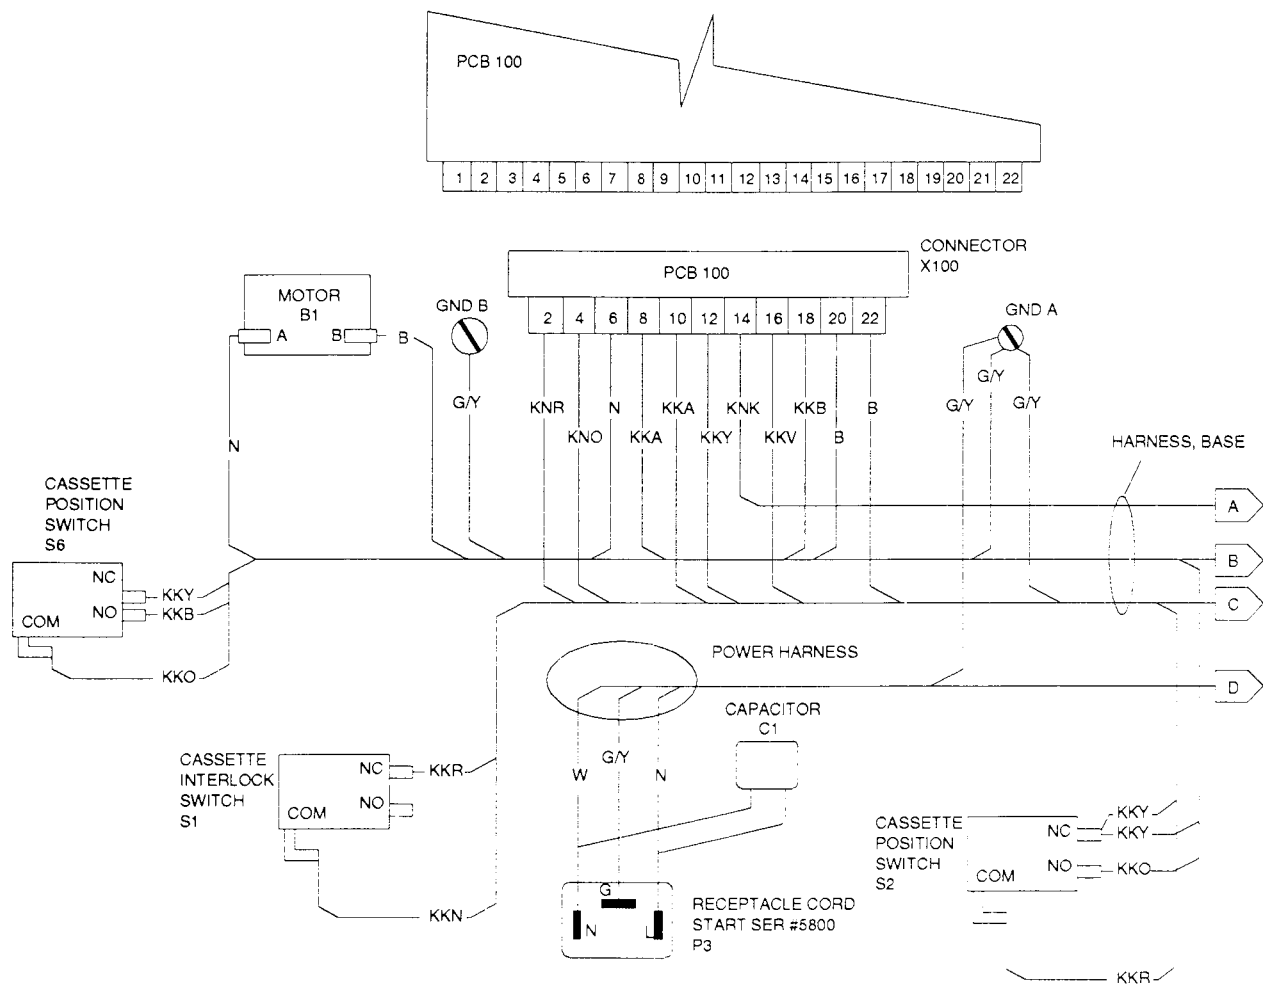 PCB 100
1 2 3 4 5 6 7 8 9 10 11 12 13 14 15 16 17 18 19 20 21 22
CONNECTOR
X100
PCB 100
2 4 6 8 10 12 14 16 18 20 22
MOTOR
B1
A B
B
GND B
GND A
G/Y
KNR
N
KKA
KNK
KKB
B
G/Y
G/Y
G/Y
KNO
KKA
KKY
KKV
B
N
HARNESS, BASE
A
B
C
D
CASSETTE
POSITION
SWITCH
S6
NC
NO
COM
KKY
KKB
KKO
POWER HARNESS
CAPACITOR
C1
W
G/Y
N
CASSETTE
INTERLOCK
SWITCH
S1
NC
NO
COM
KKR
KKN
CASSETTE
POSITION
SWITCH
S2
NC
NO
COM
KKY
KKY
KKO
KKR
G
N
L
RECEPTACLE CORD
START SER #5800
P3